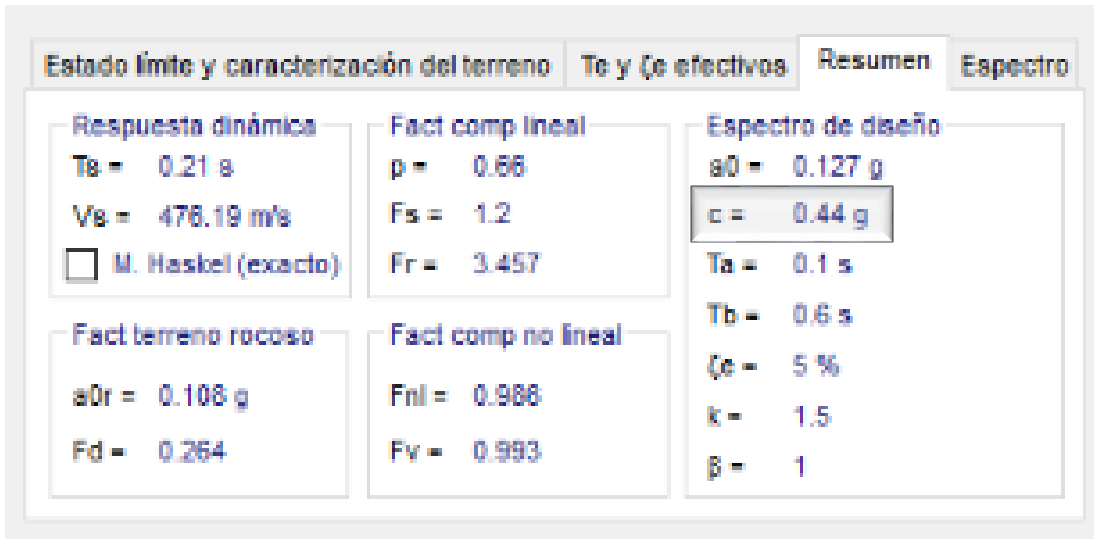 Estado límite y caracterización del terreno Te y ζe efectivos Resumen Espectro
Respuesta dinámica
Ts = 0.21 s
Vs = 476.19 m/s
M. Haskel (exacto)
Fact comp lineal
p = 0.66
Fs = 1.2
Fr = 3.457
Espectro de diseño
a0 = 0.127 g
c = 0.44 g
Ta = 0.1 s
Tb = 0.6 s
ζe = 5 %
k = 1.5
β = 1
Fact terreno rocoso
a0r = 0.108 g
Fd = 0.264
Fact comp no lineal
Fnl = 0.988
Fv = 0.993